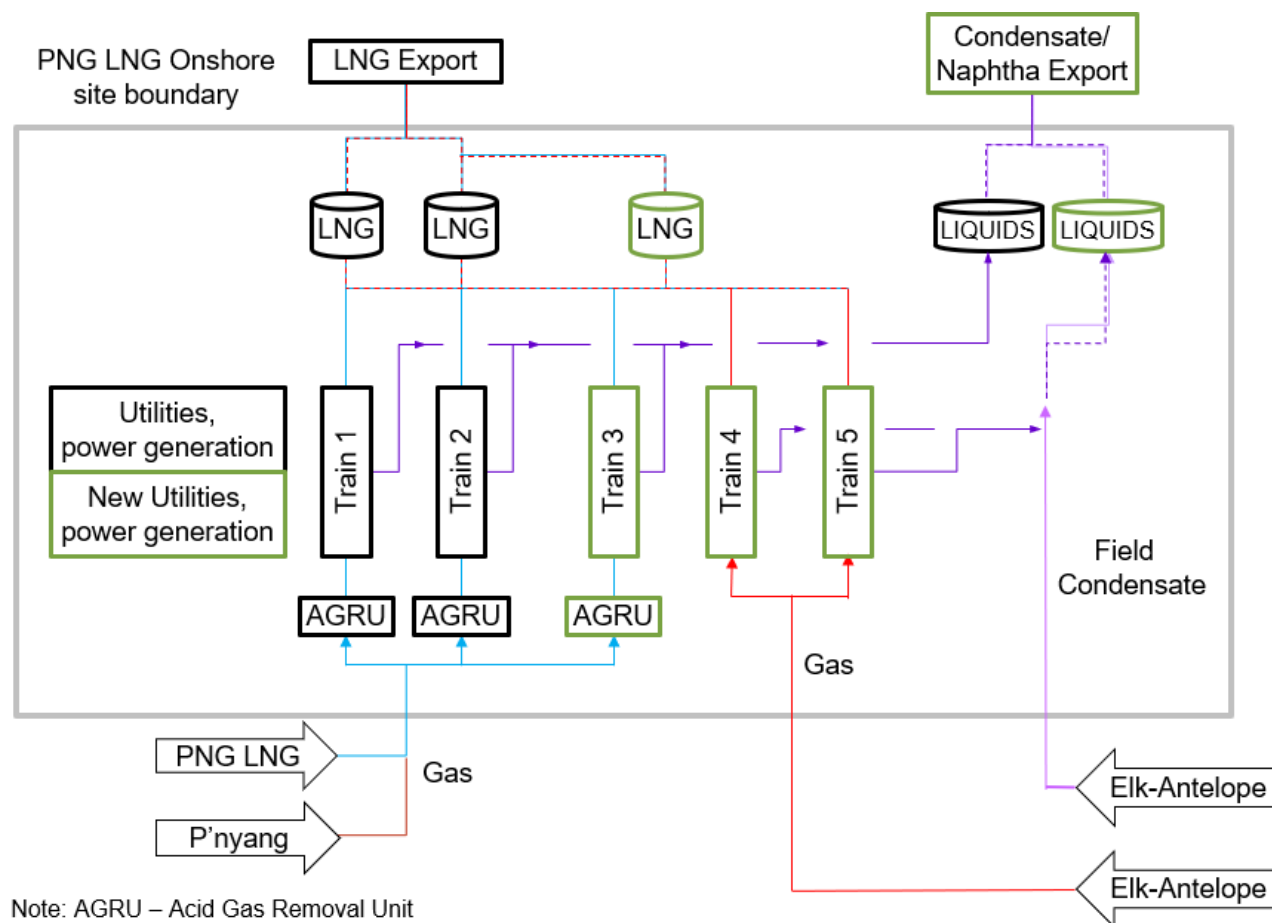 PNG LNG Onshore
site boundary
LNG Export
Condensate/
Naphtha Export
LNG
LNG
LNG
LIQUIDS
LIQUIDS
Utilities,
power generation
New Utilities,
power generation
Train 1
Train 2
Train 3
Train 4
Train 5
Field
Condensate
AGRU
AGRU
AGRU
Gas
PNG LNG
Gas
Elk-Antelope
P'nyang
Elk-Antelope
Note: AGRU – Acid Gas Removal Unit